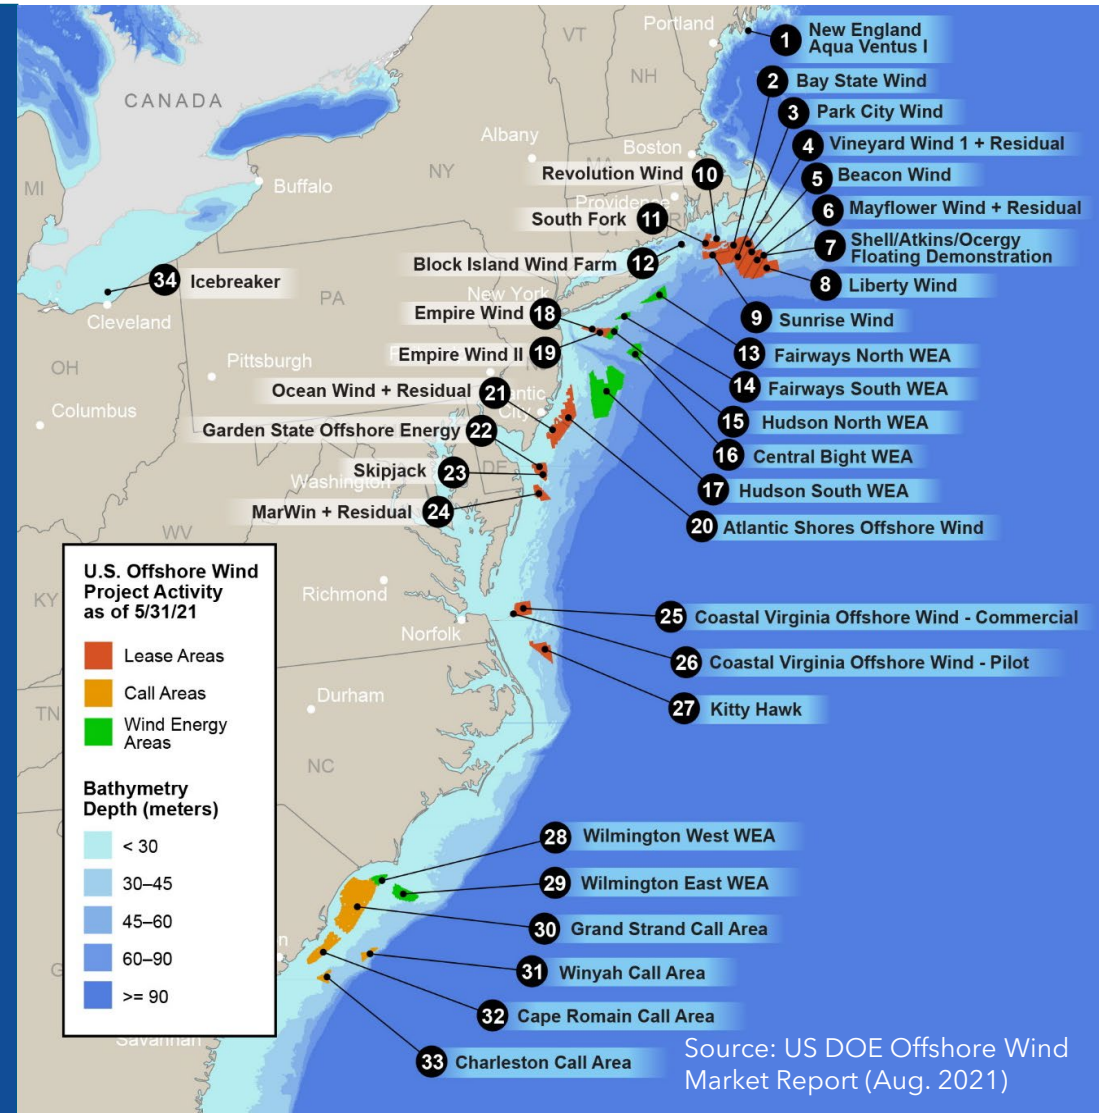 Portland
VT
NH
CANADA
Albany
Boston
MA
NY
MI
Buffalo
Providence
CT
RI
PA
New York
Cleveland
OH
Pittsburgh
Columbus
City
DE
Washington
WV
KY
Richmond
Norfolk
TN
Durham
NC
Savannah
1 New England
Aqua Ventus I
2 Bay State Wind
3 Park City Wind
4 Vineyard Wind 1 + Residual
5 Beacon Wind
6 Mayflower Wind + Residual
7 Shell/Atkins/Ocergy
Floating Demonstration
8 Liberty Wind
9 Sunrise Wind
Revolution Wind 10
South Fork 11
Block Island Wind Farm 12
13 Fairways North WEA
14 Fairways South WEA
15 Hudson North WEA
16 Central Bight WEA
17 Hudson South WEA
Empire Wind 18
Empire Wind II 19
20 Atlantic Shores Offshore Wind
Ocean Wind + Residual 21
Garden State Offshore Energy 22
Skipjack 23
MarWin + Residual 24
25 Coastal Virginia Offshore Wind - Commercial
26 Coastal Virginia Offshore Wind - Pilot
27 Kitty Hawk
28 Wilmington West WEA
29 Wilmington East WEA
30 Grand Strand Call Area
31 Winyah Call Area
32 Cape Romain Call Area
33 Charleston Call Area
34 Icebreaker
U.S. Offshore Wind
Project Activity
as of 5/31/21
Lease Areas
Call Areas
Wind Energy
Areas
Bathymetry
Depth (meters)
< 30
30–45
45–60
60–90
>= 90
Source: US DOE Offshore Wind
Market Report (Aug. 2021)